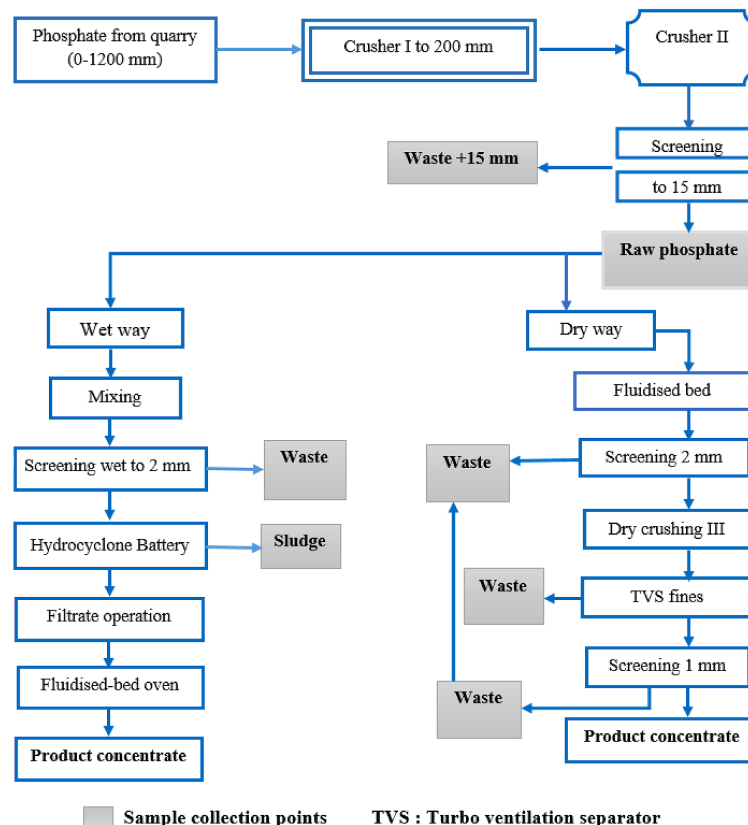 Phosphate from quarry
(0-1200 mm)
Crusher I to 200 mm
Crusher II
Screening
to 15 mm
Waste +15 mm
Raw phosphate
Wet way
Mixing
Screening wet to 2 mm
Waste
Hydrocyclone Battery
Sludge
Filtrate operation
Fluidised-bed oven
Product concentrate
Dry way
Fluidised bed
Screening 2 mm
Waste
Dry crushing III
TVS fines
Waste
Screening 1 mm
Waste
Product concentrate
Sample collection points
TVS : Turbo ventilation separator